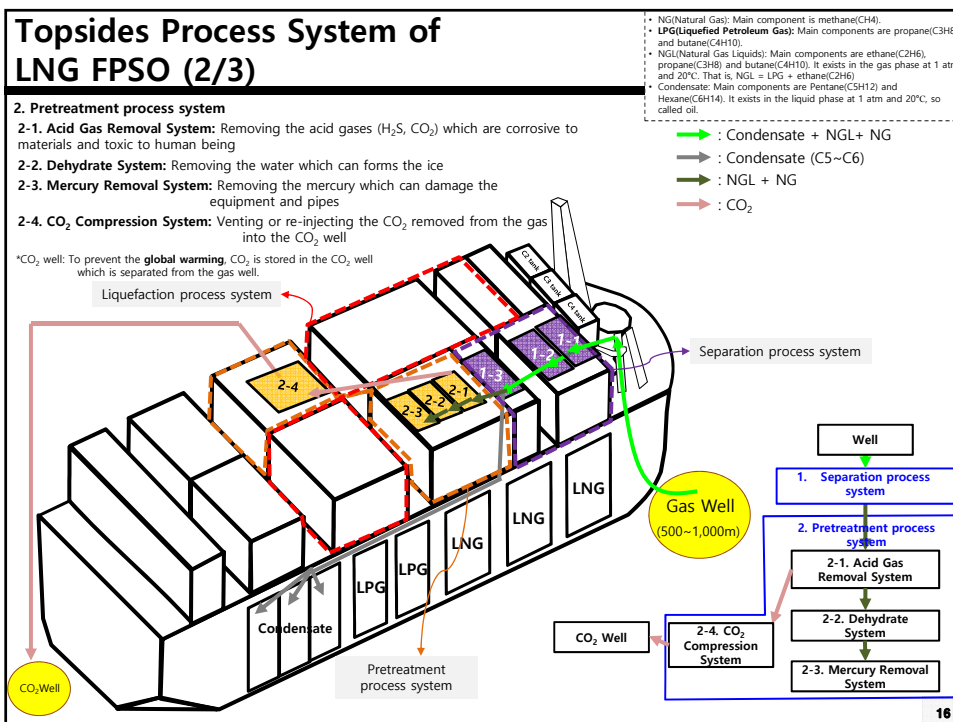 Topsides Process System of
LNG FPSO (2/3)
• NG(Natural Gas): Main component is methane(CH4).
• LPG(Liquefied Petroleum Gas): Main components are propane(C3H8)
and butane(C4H10).
• NGL(Natural Gas Liquids): Main components are ethane(C2H6),
propane(C3H8) and butane(C4H10). It exists in the gas phase at 1 atm
and 20℃. That is, NGL = LPG + ethane(C2H6)
• Condensate: Main components are Pentane(C5H12) and
Hexane(C6H14). It exists in the liquid phase at 1 atm and 20℃, so
called oil.
2. Pretreatment process system
2-1. Acid Gas Removal System: Removing the acid gases (H₂S, CO₂) which are corrosive to
materials and toxic to human being
2-2. Dehydrate System: Removing the water which can forms the ice
2-3. Mercury Removal System: Removing the mercury which can damage the
equipment and pipes
2-4. CO₂ Compression System: Venting or re-injecting the CO₂ removed from the gas
into the CO₂ well
*CO₂ well: To prevent the global warming, CO₂ is stored in the CO₂ well
which is separated from the gas well.
: Condensate + NGL+ NG
: Condensate (C5~C6)
: NGL + NG
: CO₂
Liquefaction process system
C2 tank
C3 tank
C4 tank
1-1
1-2
1-3
Separation process system
2-4
2-1
2-2
2-3
Gas Well
(500~1,000m)
LNG
LNG
LNG
LPG
LPG
Condensate
Pretreatment
process system
CO₂Well
Well
1. Separation process
system
2. Pretreatment process
system
2-1. Acid Gas
Removal System
2-2. Dehydrate
System
2-3. Mercury Removal
System
2-4. CO₂
Compression
System
CO₂ Well
16